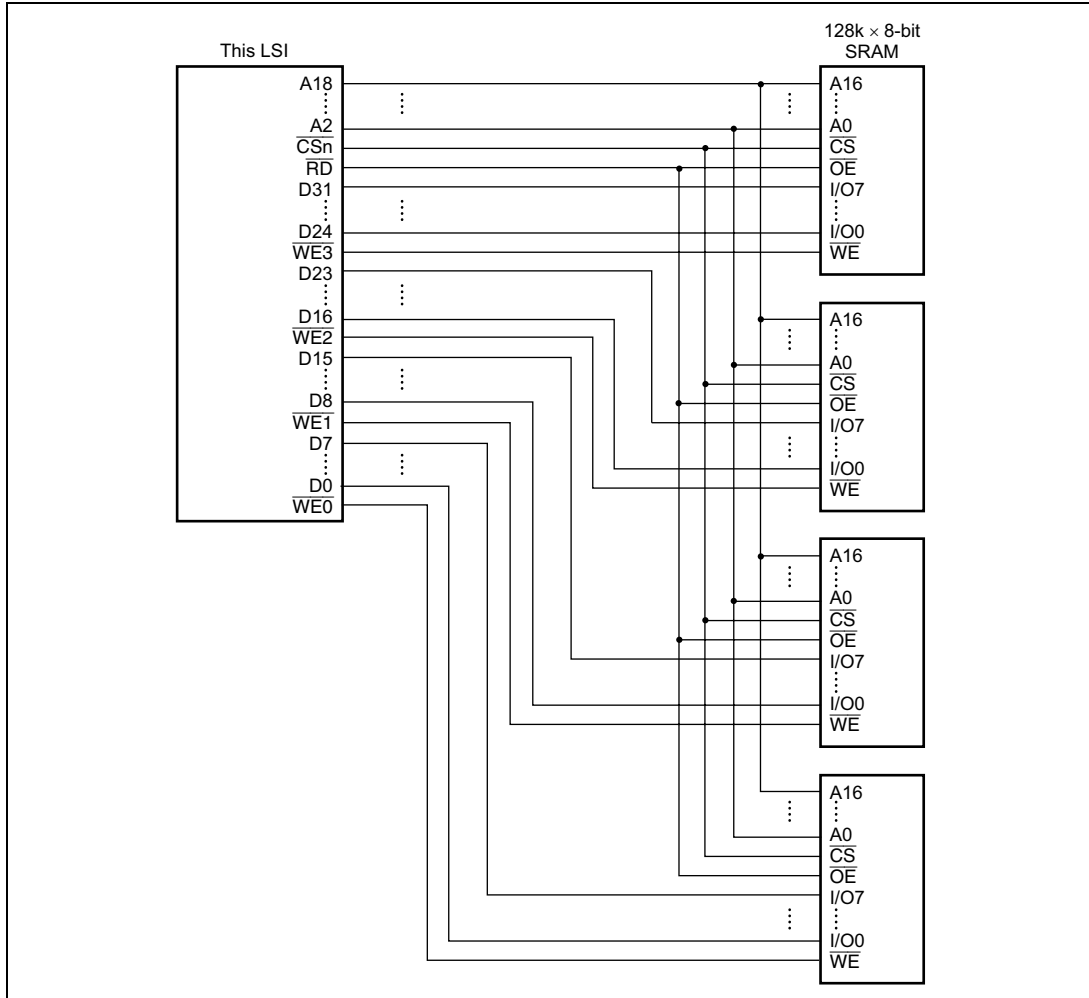 128k × 8-bit
SRAM
This LSI
A18
A2
CSn
RD
D31
D24
WE3
D23
D16
WE2
D15
D8
WE1
D7
D0
WE0
A16
A0
CS
OE
I/O7
I/O0
WE
A16
A0
CS
OE
I/O7
I/O0
WE
A16
A0
CS
OE
I/O7
I/O0
WE
A16
A0
CS
OE
I/O7
I/O0
WE